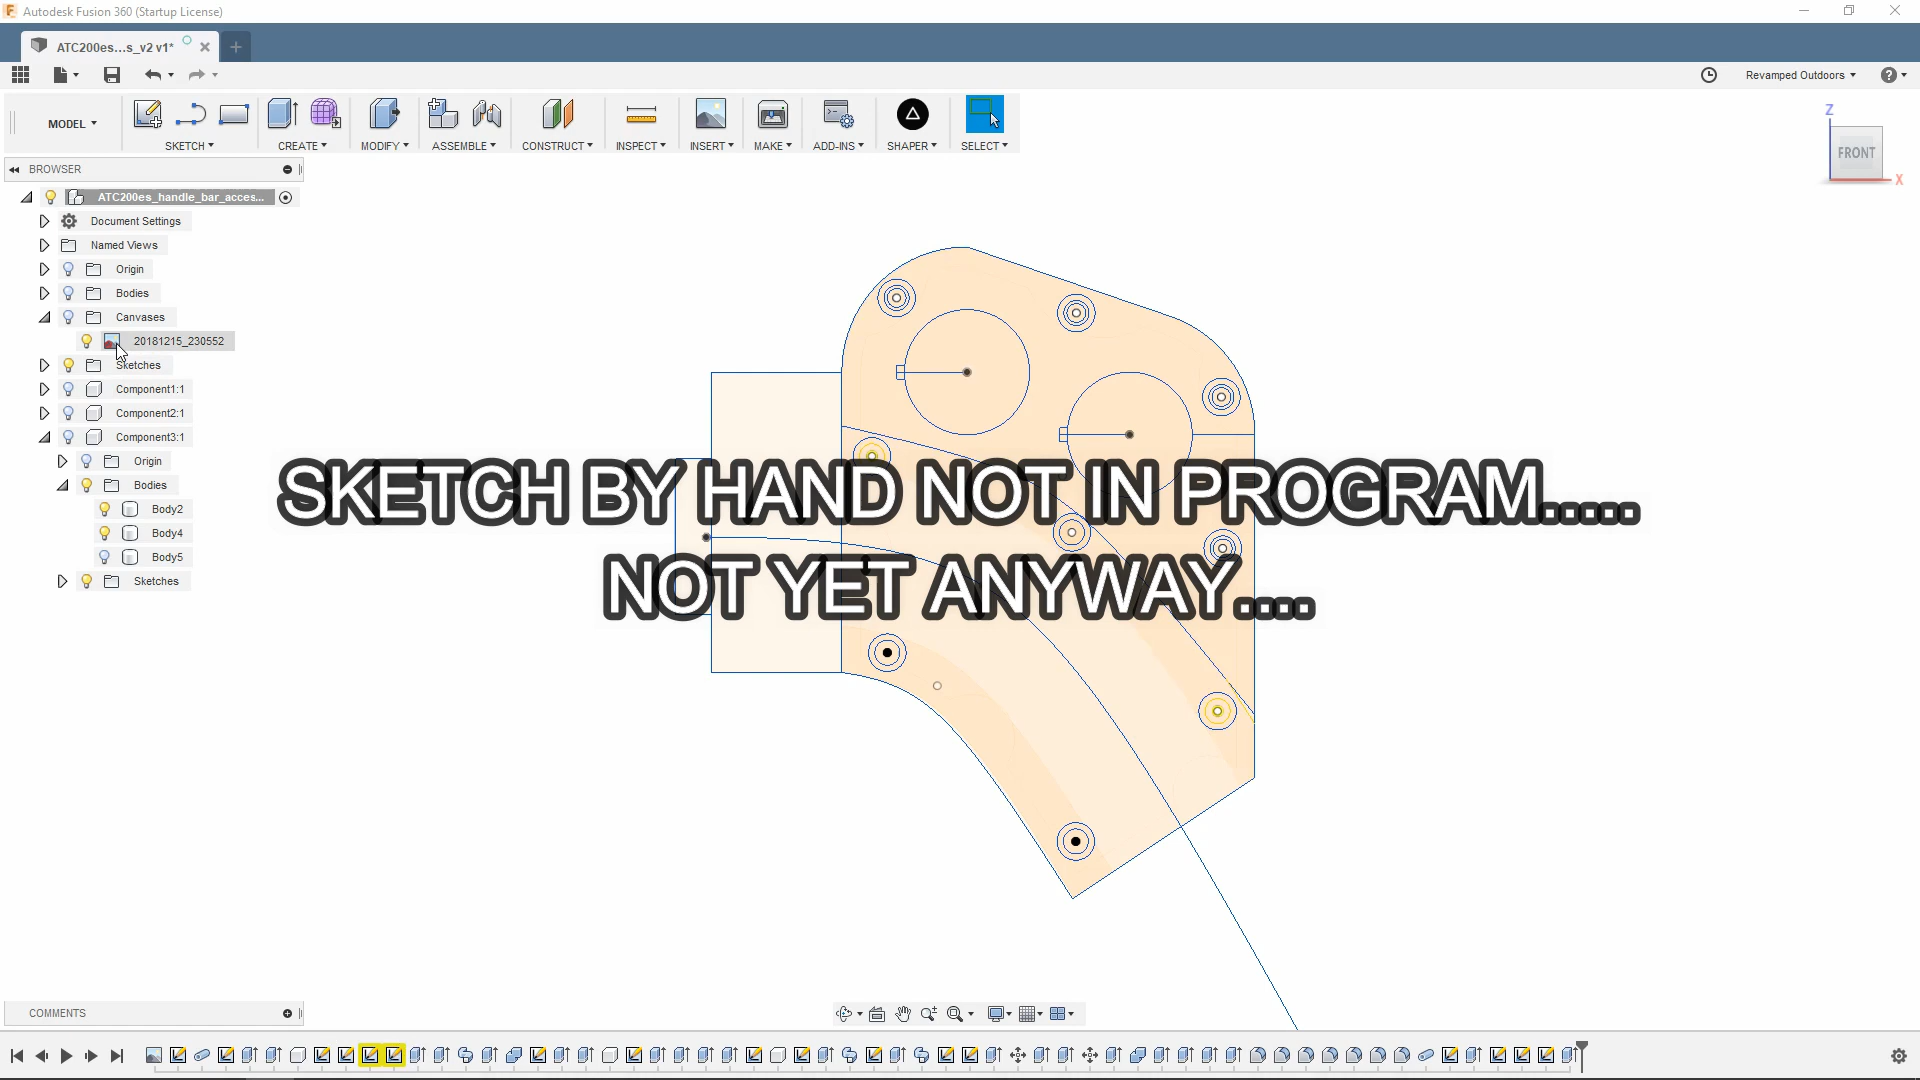 Autodesk Fusion 360 (Startup License)
ATC200es...s_v2 v1*
Revamped Outdoors
MODEL
SKETCH
CREATE
MODIFY
ASSEMBLE
CONSTRUCT
INSPECT
INSERT
MAKE
ADD-INS
SHAPER
SELECT
Z
FRONT
X
BROWSER
ATC200es_handle_bar_acces...
Document Settings
Named Views
Origin
Bodies
Canvases
20181215_230552
Sketches
Component1:1
Component2:1
Component3:1
Origin
Bodies
Body2
Body4
Body5
Sketches
SKETCH BY HAND NOT IN PROGRAM.....
NOT YET ANYWAY....
COMMENTS